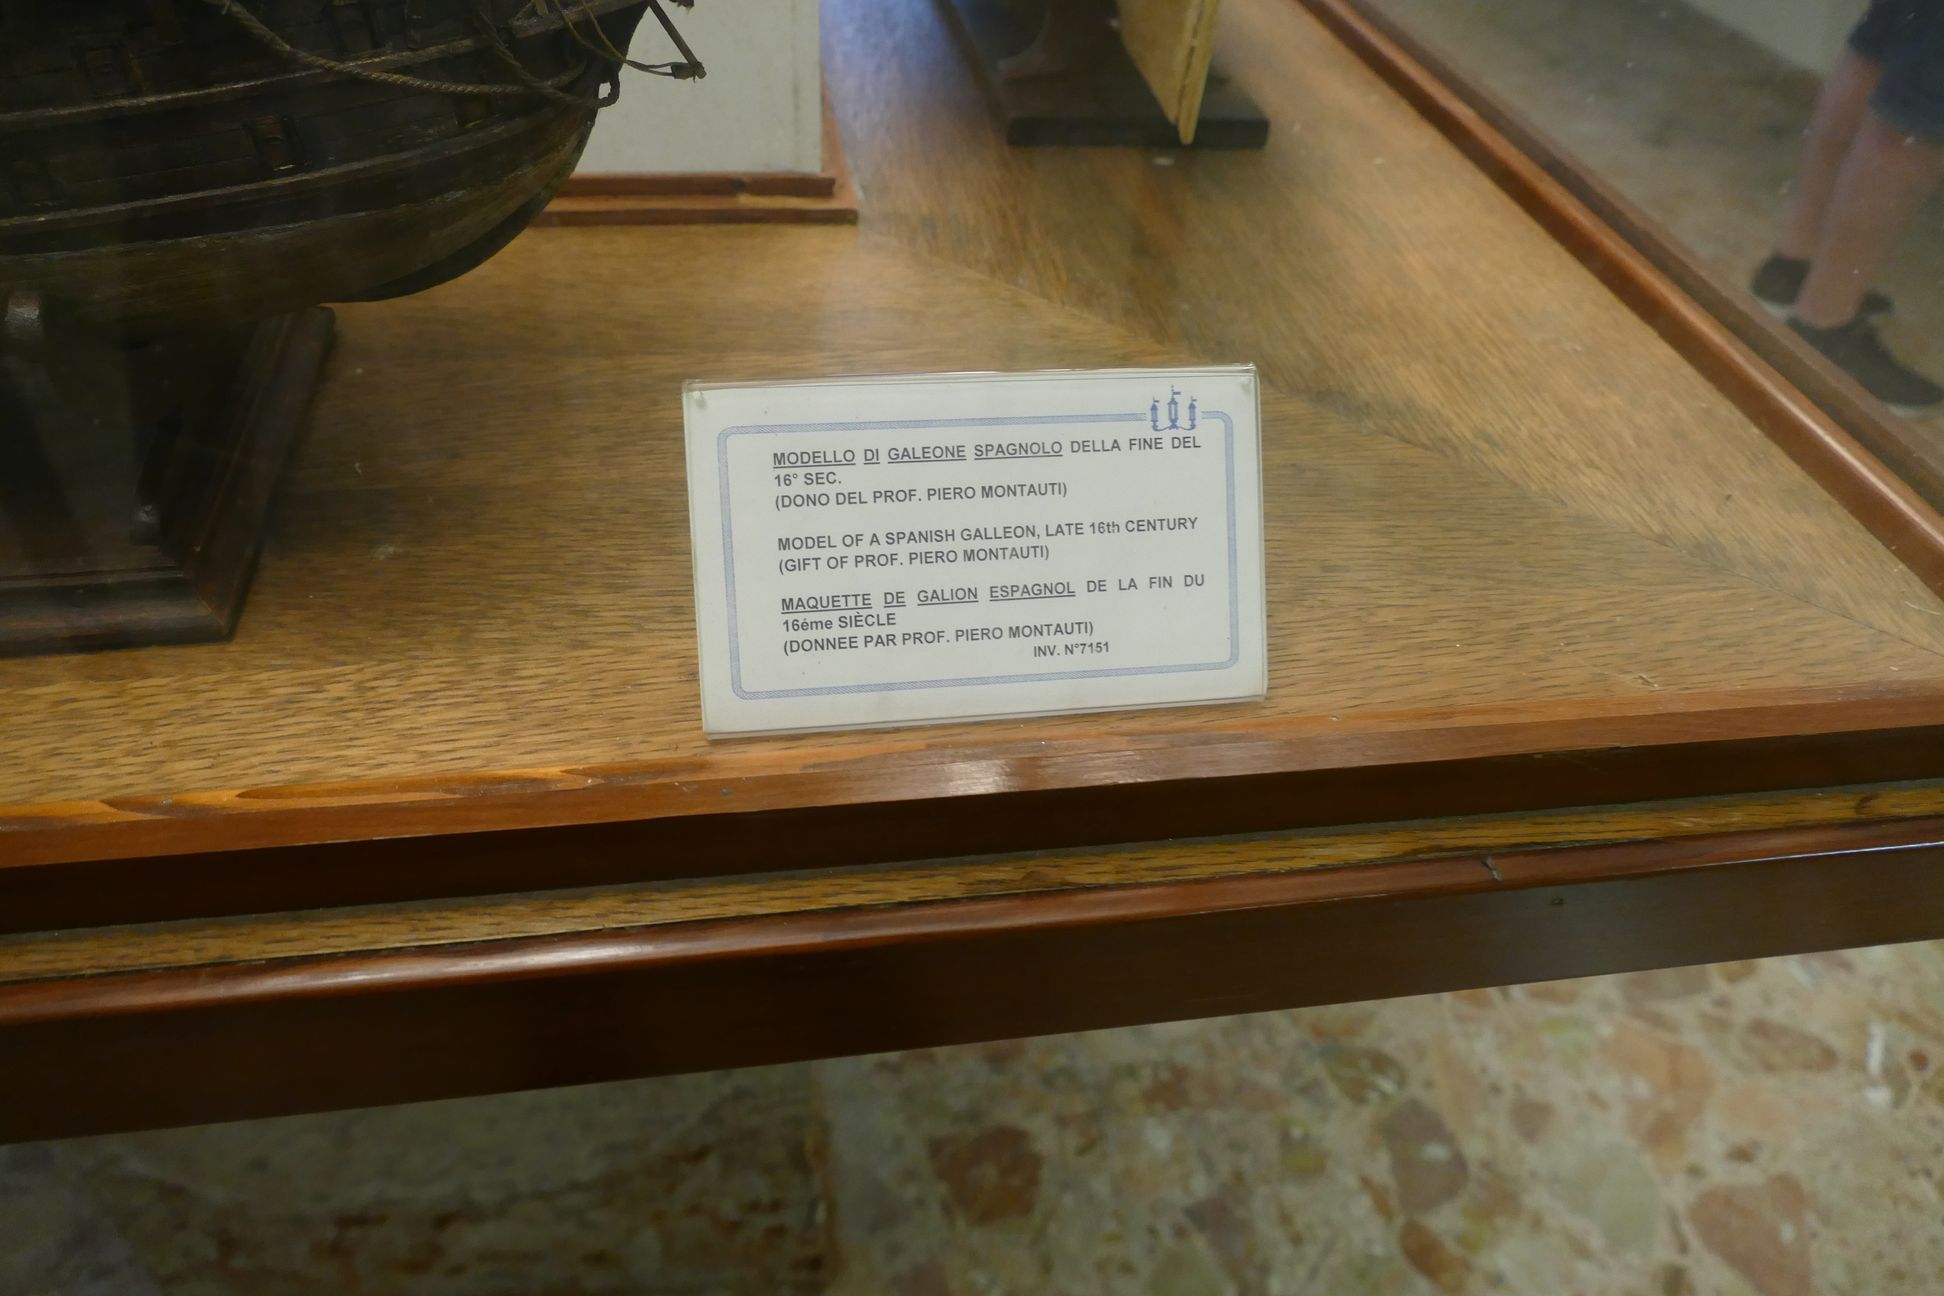 MODELLO DI GALEONE SPAGNOLO DELLA FINE DEL
16° SEC.
(DONO DEL PROF. PIERO MONTAUTI)
MODEL OF A SPANISH GALLEON, LATE 16th CENTURY
(GIFT OF PROF. PIERO MONTAUTI)
MAQUETTE DE GALION ESPAGNOL DE LA FIN DU
16éme SIÈCLE
(DONNEE PAR PROF. PIERO MONTAUTI)
INV. N°7151